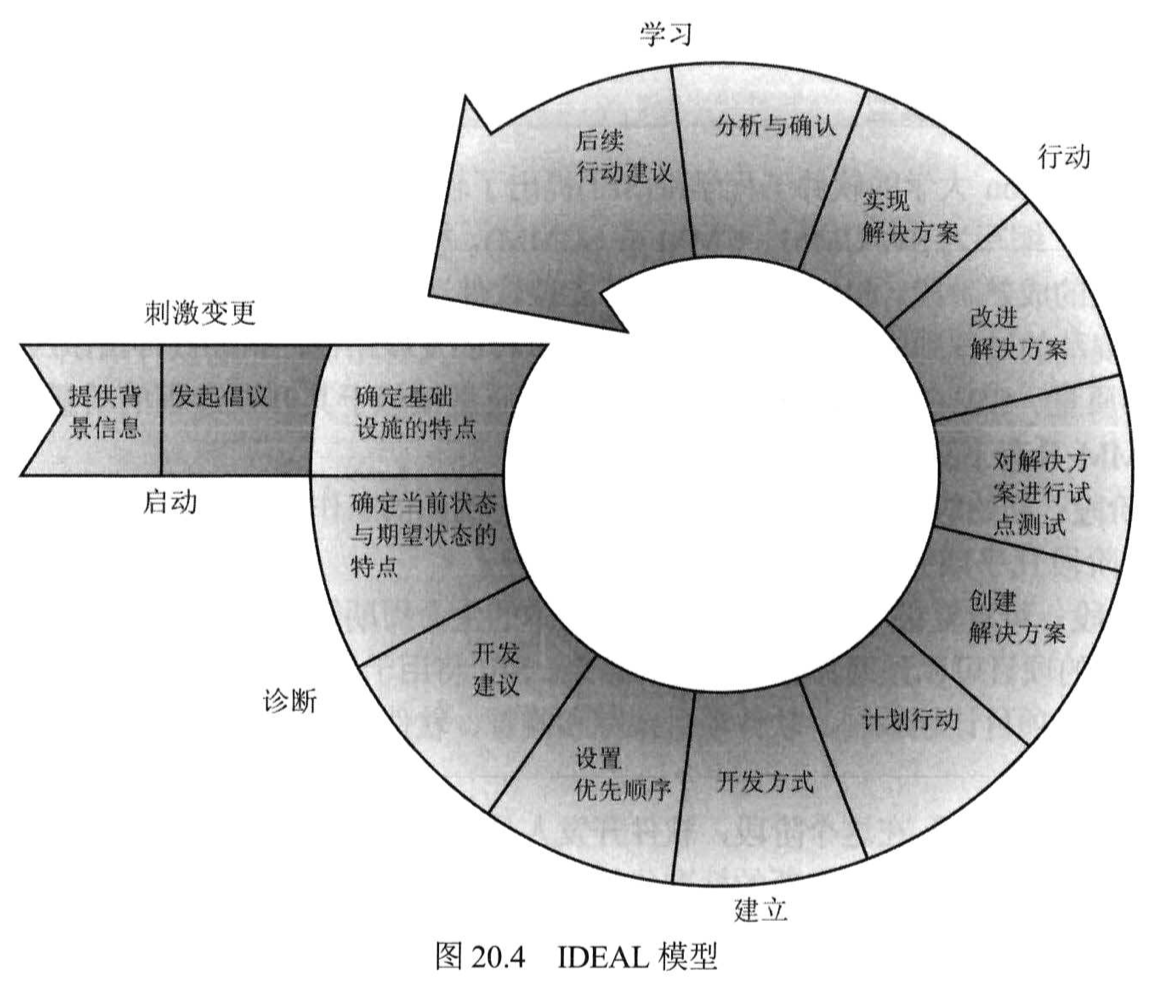 学习
分析与确认
后续
行动建议
行动
实现
解决方案
改进
解决方案
刺激变更
提供背
景信息
发起倡议
确定基础
设施的特点
对解决方
案进行试
点测试
启动
确定当前状态
与期望状态的
特点
创建
解决方案
开发
建议
诊断
计划行动
设置
优先顺序
开发方式
建立
图 20.4 IDEAL 模型